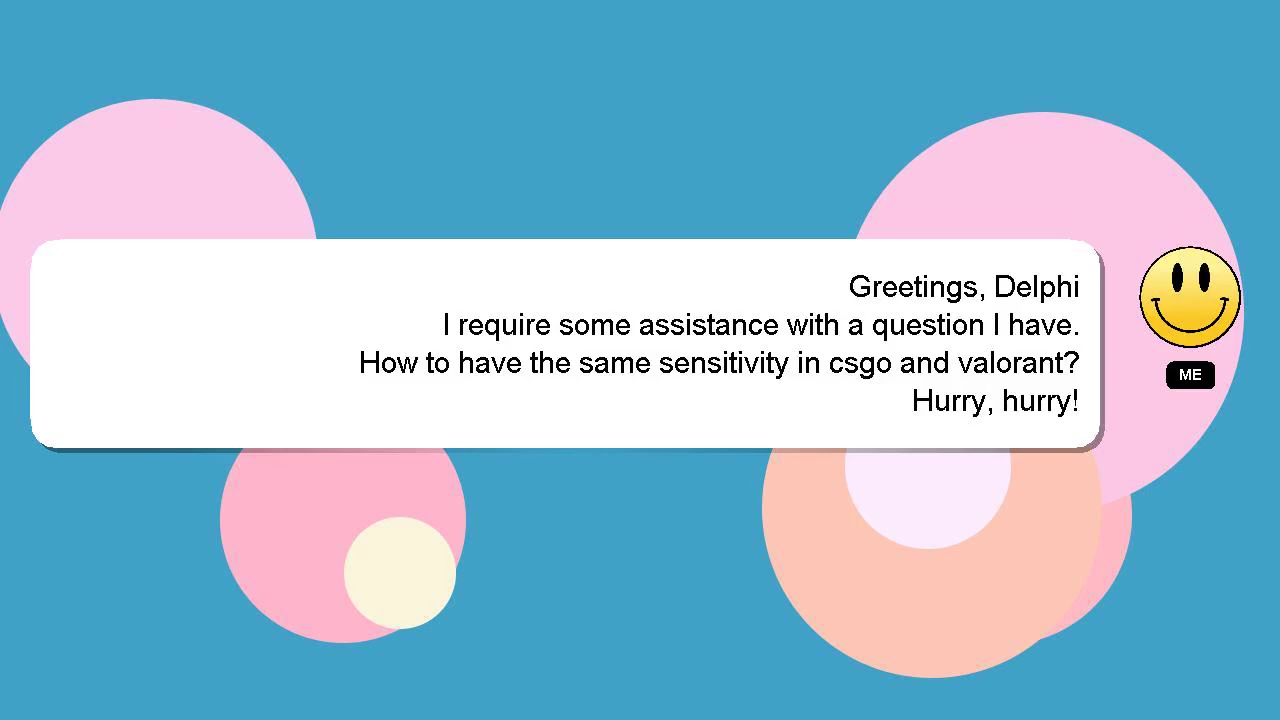 Greetings, Delphi
I require some assistance with a question I have.
How to have the same sensitivity in csgo and valorant?
Hurry, hurry!
ME